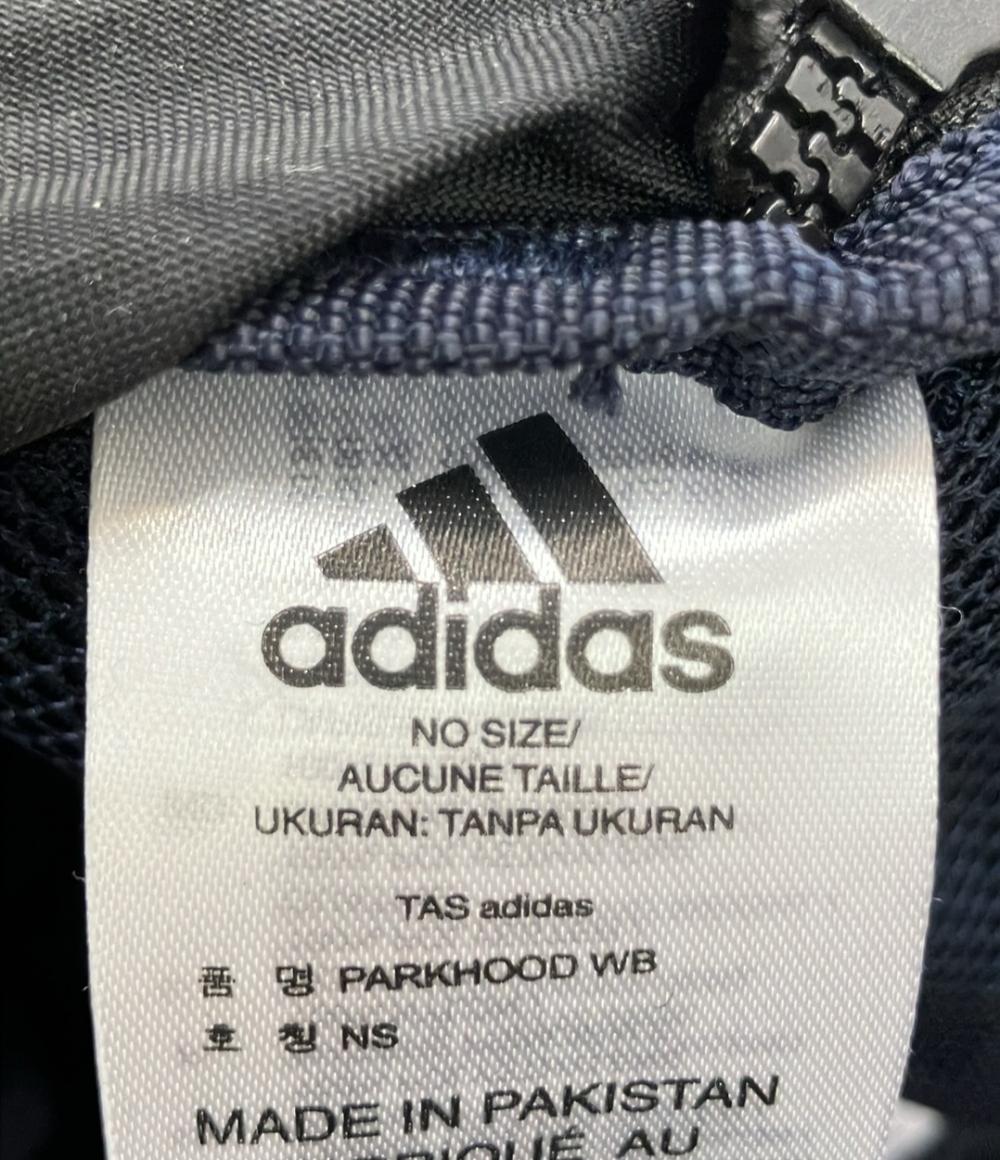 adidas
NO SIZE/
AUCUNE TAILLE/
UKURAN: TANPA UKURAN
TAS adidas
품 명 PARKHOOD WB
호 칭 NS
MADE IN PAKISTAN
AU